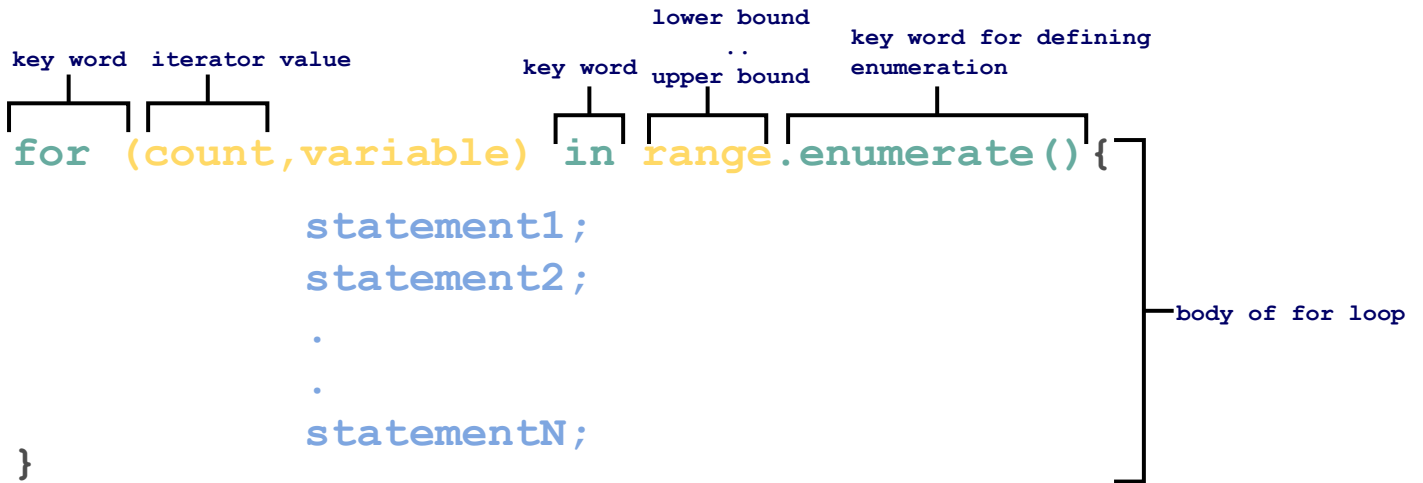 lower bound
..
upper bound
key word for defining
enumeration
key word
iterator value
key word
for (count,variable) in range.enumerate(){
statement1;
statement2;
.
.
statementN;
}
body of for loop